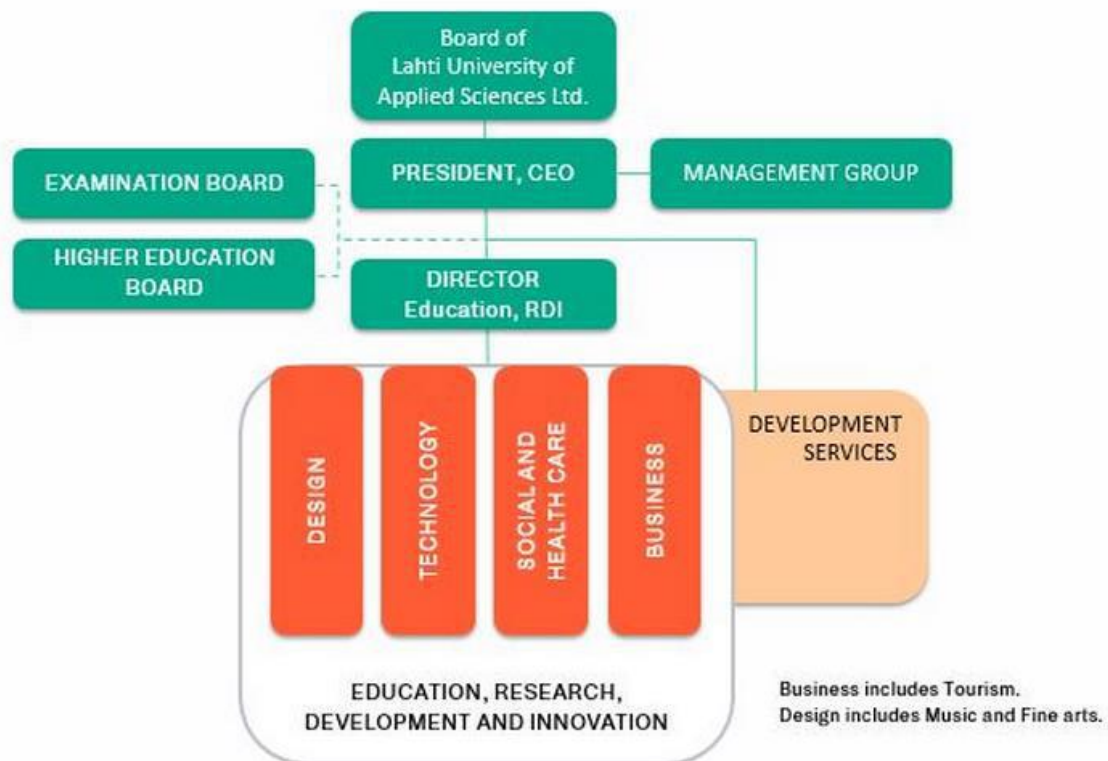 Board of
Lahti University of
Applied Sciences Ltd.
PRESIDENT, CEO
MANAGEMENT GROUP
EXAMINATION BOARD
HIGHER EDUCATION
BOARD
DIRECTOR
Education, RDI
DESIGN
TECHNOLOGY
SOCIAL AND
HEALTH CARE
BUSINESS
DEVELOPMENT
SERVICES
EDUCATION, RESEARCH,
DEVELOPMENT AND INNOVATION
Business includes Tourism.
Design includes Music and Fine arts.